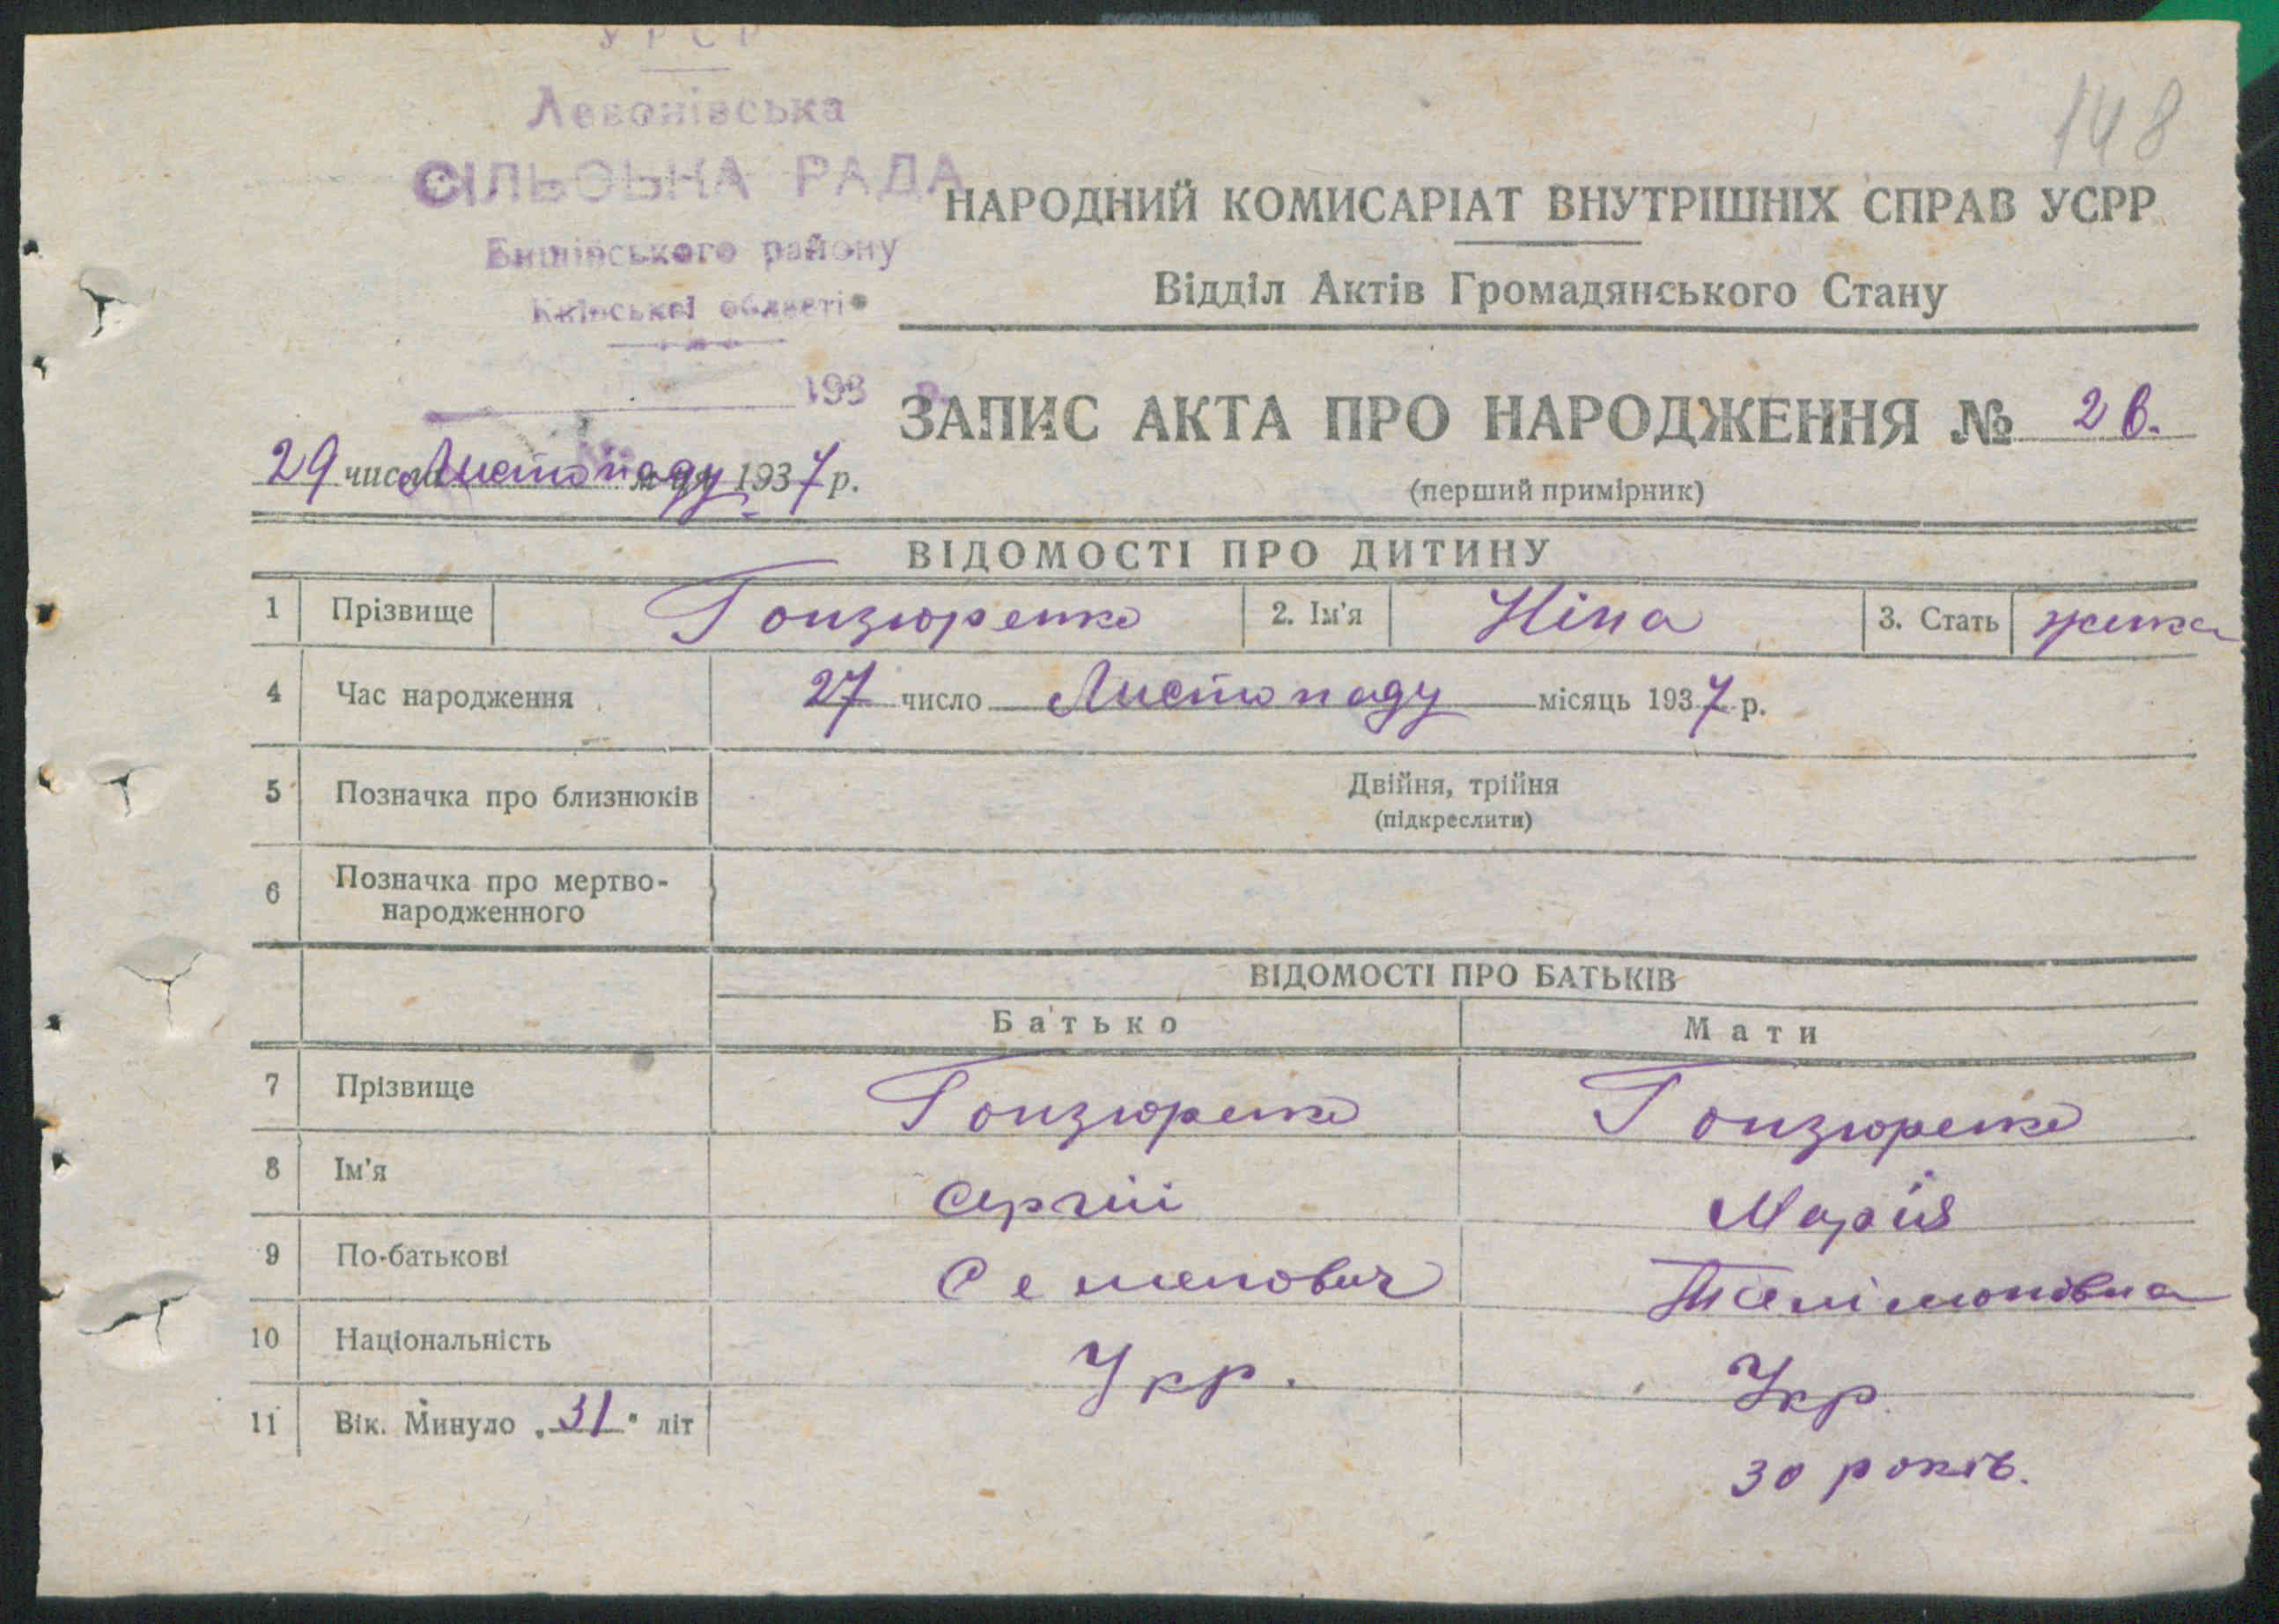 УРСР
Левонівська
СІЛЬСЬКА РАДА
148
НАРОДНИЙ КОМИСАРІАТ ВНУТРІШНІХ СПРАВ УСРР
району
Київської області
Відділ Актів Громадянського Стану
193 р.
ЗАПИС АКТА ПРО НАРОДЖЕННЯ № 26.
29 числа Листопаду м-ця 1937 р.
(перший примірник)
ВІДОМОСТІ ПРО ДИТИНУ
1 Прізвище Гонзюренко 2. Ім'я Ніна 3. Стать жінка
4 Час народження 27 число Листопаду місяць 1937 р.
5 Позначка про близнюків Двійня, трійня
(підкреслити)
6 Позначка про мертво-
народженного
ВІДОМОСТІ ПРО БАТЬКІВ
Батько Мати
7 Прізвище Гонзюренко Гонзюренко
8 Ім'я Сергій Марія
9 По-батькові Семенович
10 Національність Укр. Укр.
11 Вік. Минуло „31" літ
30 років.